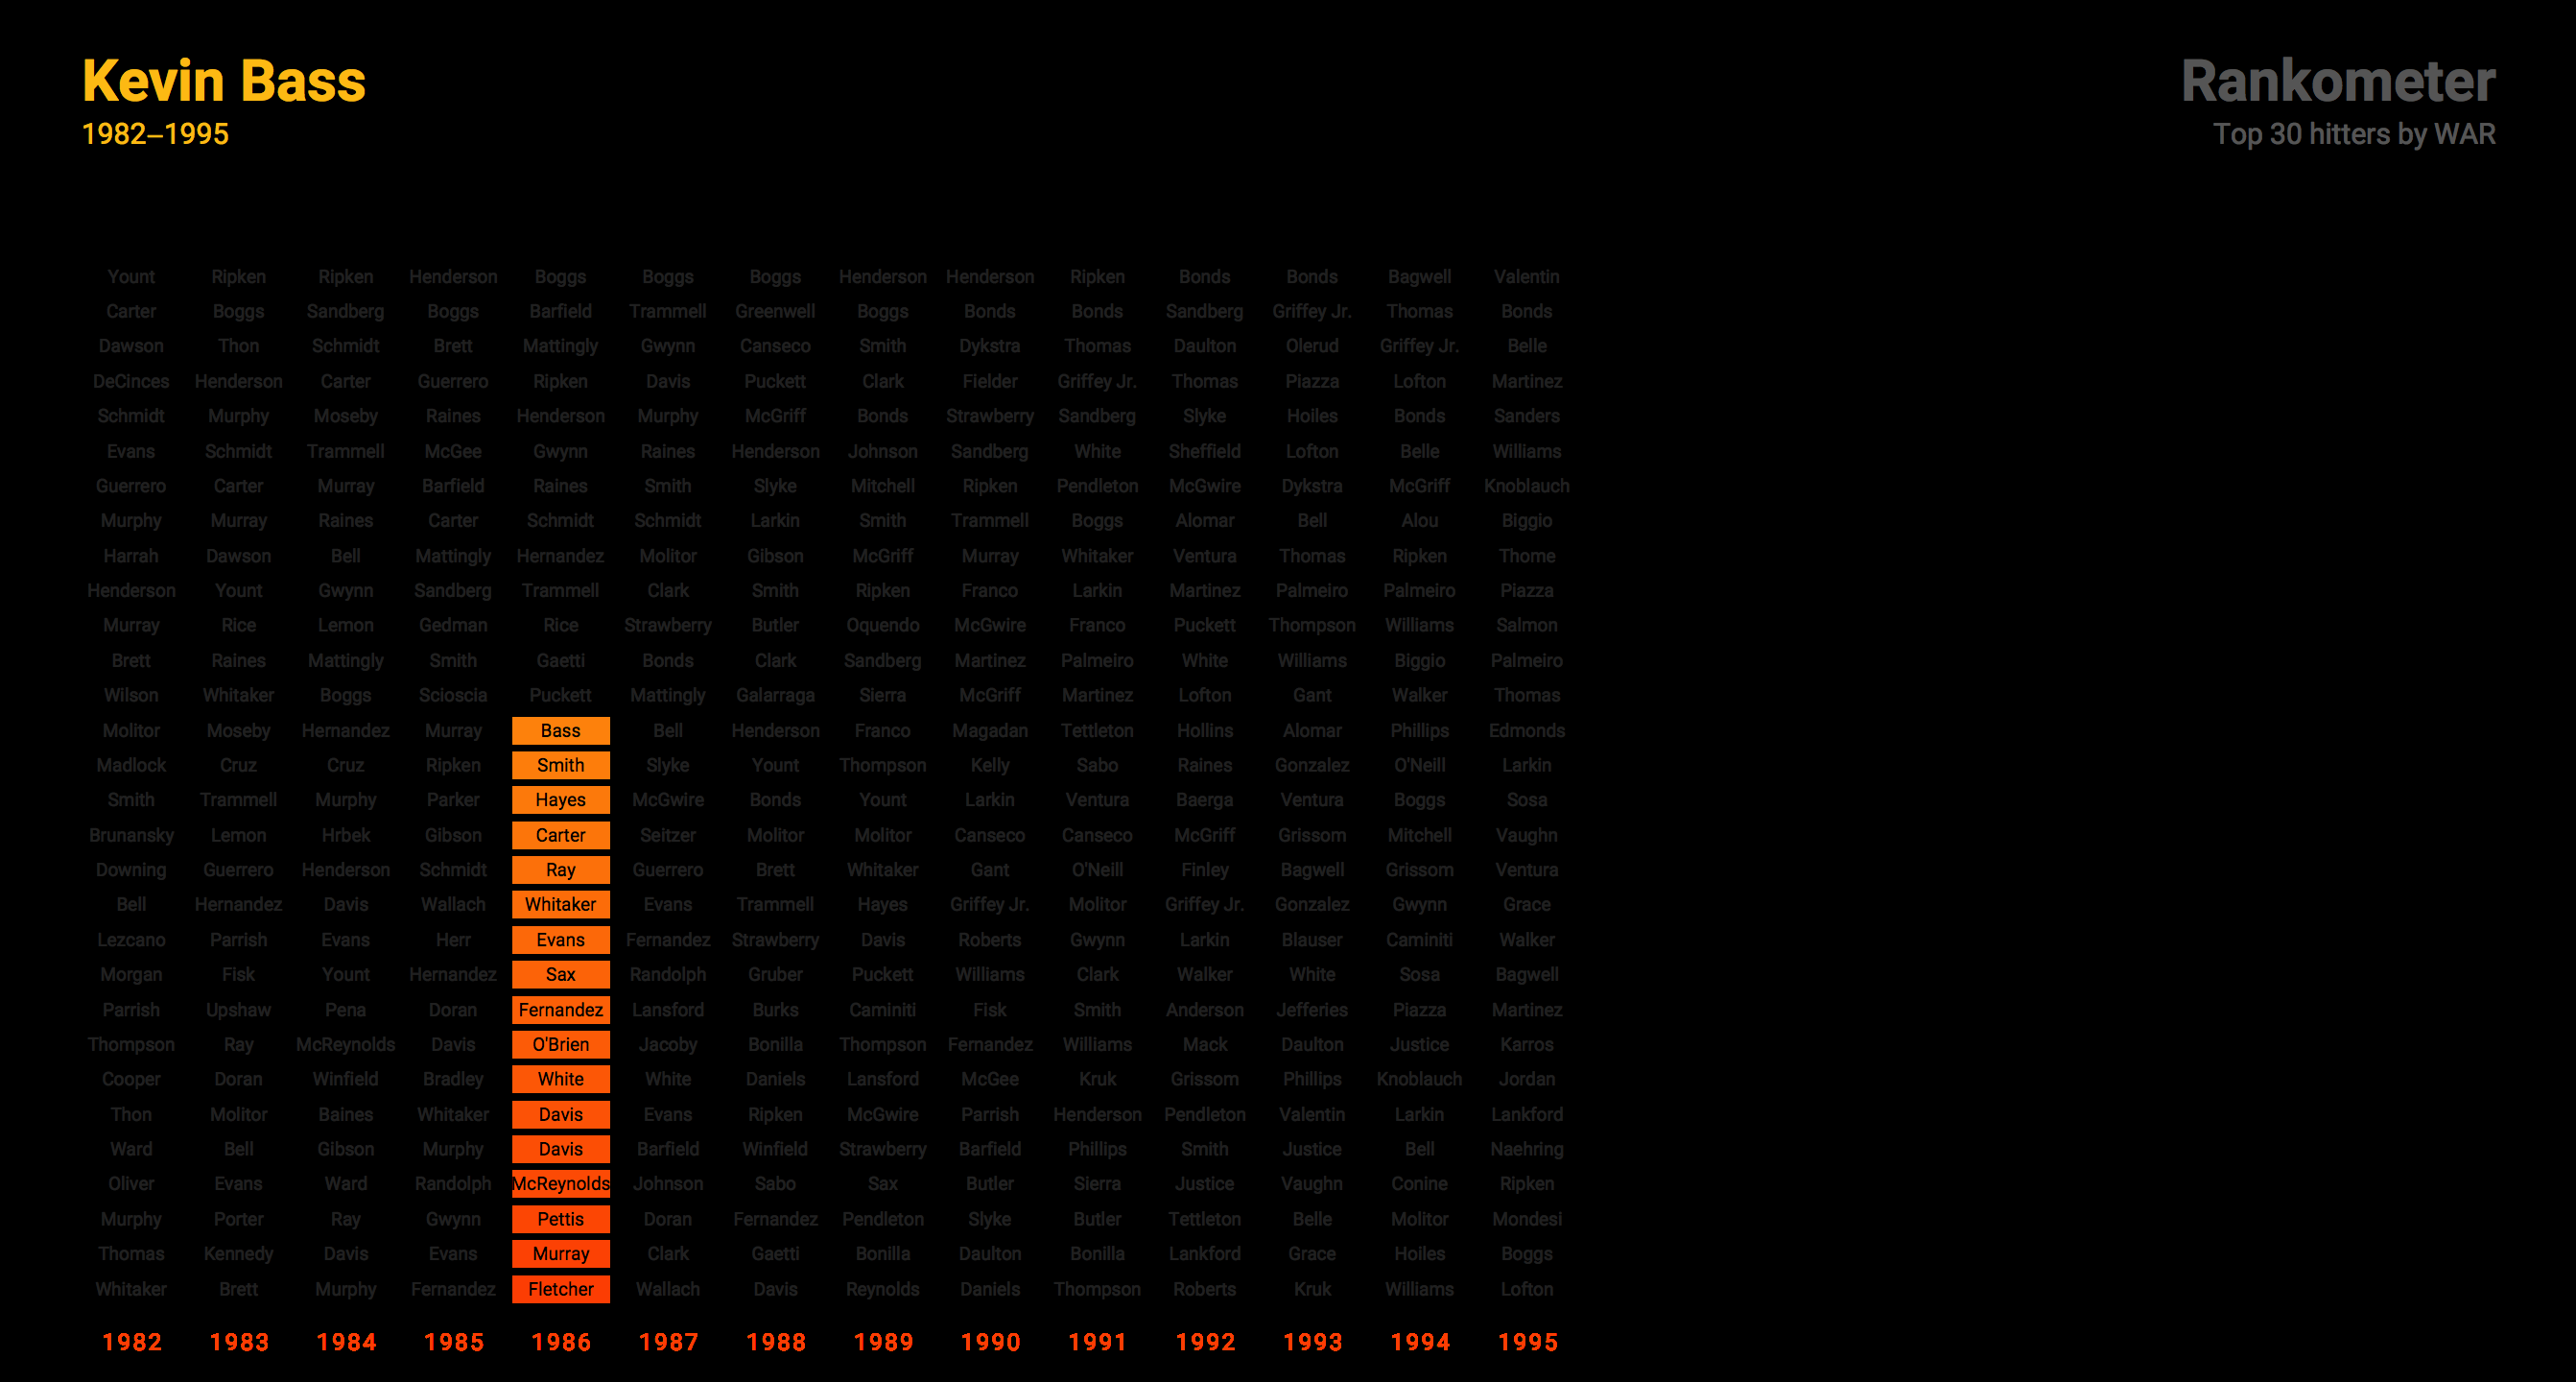 Kevin Bass
1982–1995
Rankometer
Top 30 hitters by WAR
Yount Ripken Ripken Henderson Boggs Boggs Boggs Henderson Henderson Ripken Bonds Bonds Bagwell Valentin
Carter Boggs Sandberg Boggs Barfield Trammell Greenwell Boggs Bonds Bonds Sandberg Griffey Jr. Thomas Bonds
Dawson Thon Schmidt Brett Mattingly Gwynn Canseco Smith Dykstra Thomas Daulton Olerud Griffey Jr. Belle
DeCinces Henderson Carter Guerrero Ripken Davis Puckett Clark Fielder Griffey Jr. Thomas Piazza Lofton Martinez
Schmidt Murphy Moseby Raines Henderson Murphy McGriff Bonds Strawberry Sandberg Slyke Hoiles Bonds Sanders
Evans Schmidt Trammell McGee Gwynn Raines Henderson Johnson Sandberg White Sheffield Lofton Belle Williams
Guerrero Carter Murray Barfield Raines Smith Slyke Mitchell Ripken Pendleton McGwire Dykstra McGriff Knoblauch
Murphy Murray Raines Carter Schmidt Schmidt Larkin Smith Trammell Boggs Alomar Bell Alou Biggio
Harrah Dawson Bell Mattingly Hernandez Molitor Gibson McGriff Murray Whitaker Ventura Thomas Ripken Thome
Henderson Yount Gwynn Sandberg Trammell Clark Smith Ripken Franco Larkin Martinez Palmeiro Palmeiro Piazza
Murray Rice Lemon Gedman Rice Strawberry Butler Oquendo McGwire Franco Puckett Thompson Williams Salmon
Brett Raines Mattingly Smith Gaetti Bonds Clark Sandberg Martinez Palmeiro White Williams Biggio Palmeiro
Wilson Whitaker Boggs Scioscia Puckett Mattingly Galarraga Sierra McGriff Martinez Lofton Gant Walker Thomas
Molitor Moseby Hernandez Murray Bass Bell Henderson Franco Magadan Tettleton Hollins Alomar Phillips Edmonds
Madlock Cruz Cruz Ripken Smith Slyke Yount Thompson Kelly Sabo Raines Gonzalez O'Neill Larkin
Smith Trammell Murphy Parker Hayes McGwire Bonds Yount Larkin Ventura Baerga Ventura Boggs Sosa
Brunansky Lemon Hrbek Gibson Carter Seitzer Molitor Molitor Canseco Canseco McGriff Grissom Mitchell Vaughn
Downing Guerrero Henderson Schmidt Ray Guerrero Brett Whitaker Gant O'Neill Finley Bagwell Grissom Ventura
Bell Hernandez Davis Wallach Whitaker Evans Trammell Hayes Griffey Jr. Molitor Griffey Jr. Gonzalez Gwynn Grace
Lezcano Parrish Evans Herr Evans Fernandez Strawberry Davis Roberts Gwynn Larkin Blauser Caminiti Walker
Morgan Fisk Yount Hernandez Sax Randolph Gruber Puckett Williams Clark Walker White Sosa Bagwell
Parrish Upshaw Pena Doran Fernandez Lansford Burks Caminiti Fisk Smith Anderson Jefferies Piazza Martinez
Thompson Ray McReynolds Davis O'Brien Jacoby Bonilla Thompson Fernandez Williams Mack Daulton Justice Karros
Cooper Doran Winfield Bradley White White Daniels Lansford McGee Kruk Grissom Phillips Knoblauch Jordan
Thon Molitor Baines Whitaker Davis Evans Ripken McGwire Parrish Henderson Pendleton Valentin Larkin Lankford
Ward Bell Gibson Murphy Davis Barfield Winfield Strawberry Barfield Phillips Smith Justice Bell Naehring
Oliver Evans Ward Randolph McReynolds Johnson Sabo Sax Butler Sierra Justice Vaughn Conine Ripken
Murphy Porter Ray Gwynn Pettis Doran Fernandez Pendleton Slyke Butler Tettleton Belle Molitor Mondesi
Thomas Kennedy Davis Evans Murray Clark Gaetti Bonilla Daulton Bonilla Lankford Grace Hoiles Boggs
Whitaker Brett Murphy Fernandez Fletcher Wallach Davis Reynolds Daniels Thompson Roberts Kruk Williams Lofton
1982 1983 1984 1985 1986 1987 1988 1989 1990 1991 1992 1993 1994 1995